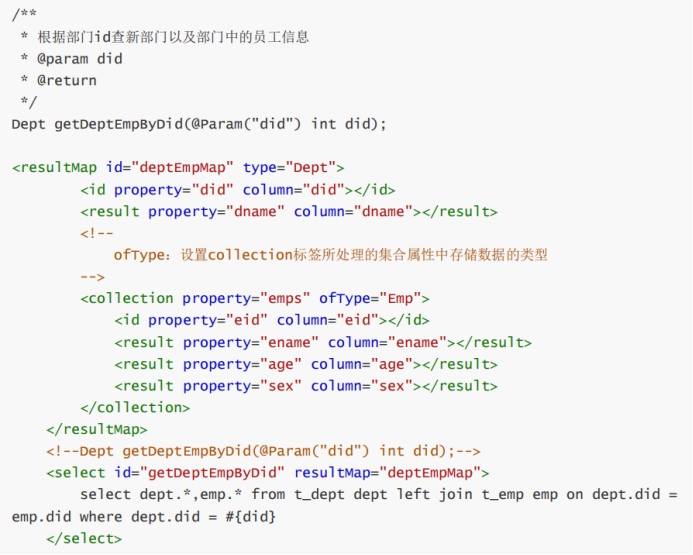 /**
 * 根据部门id查新部门以及部门中的员工信息
 * @param did
 * @return
 */
Dept getDeptEmpByDid(@Param("did") int did);

<resultMap id="deptEmpMap" type="Dept">
        <id property="did" column="did"></id>
        <result property="dname" column="dname"></result>
        <!--
            ofType：设置collection标签所处理的集合属性中存储数据的类型
        -->
        <collection property="emps" ofType="Emp">
            <id property="eid" column="eid"></id>
            <result property="ename" column="ename"></result>
            <result property="age" column="age"></result>
            <result property="sex" column="sex"></result>
        </collection>
    </resultMap>
    <!--Dept getDeptEmpByDid(@Param("did") int did);-->
    <select id="getDeptEmpByDid" resultMap="deptEmpMap">
        select dept.*,emp.* from t_dept dept left join t_emp emp on dept.did =
emp.did where dept.did = #{did}
    </select>